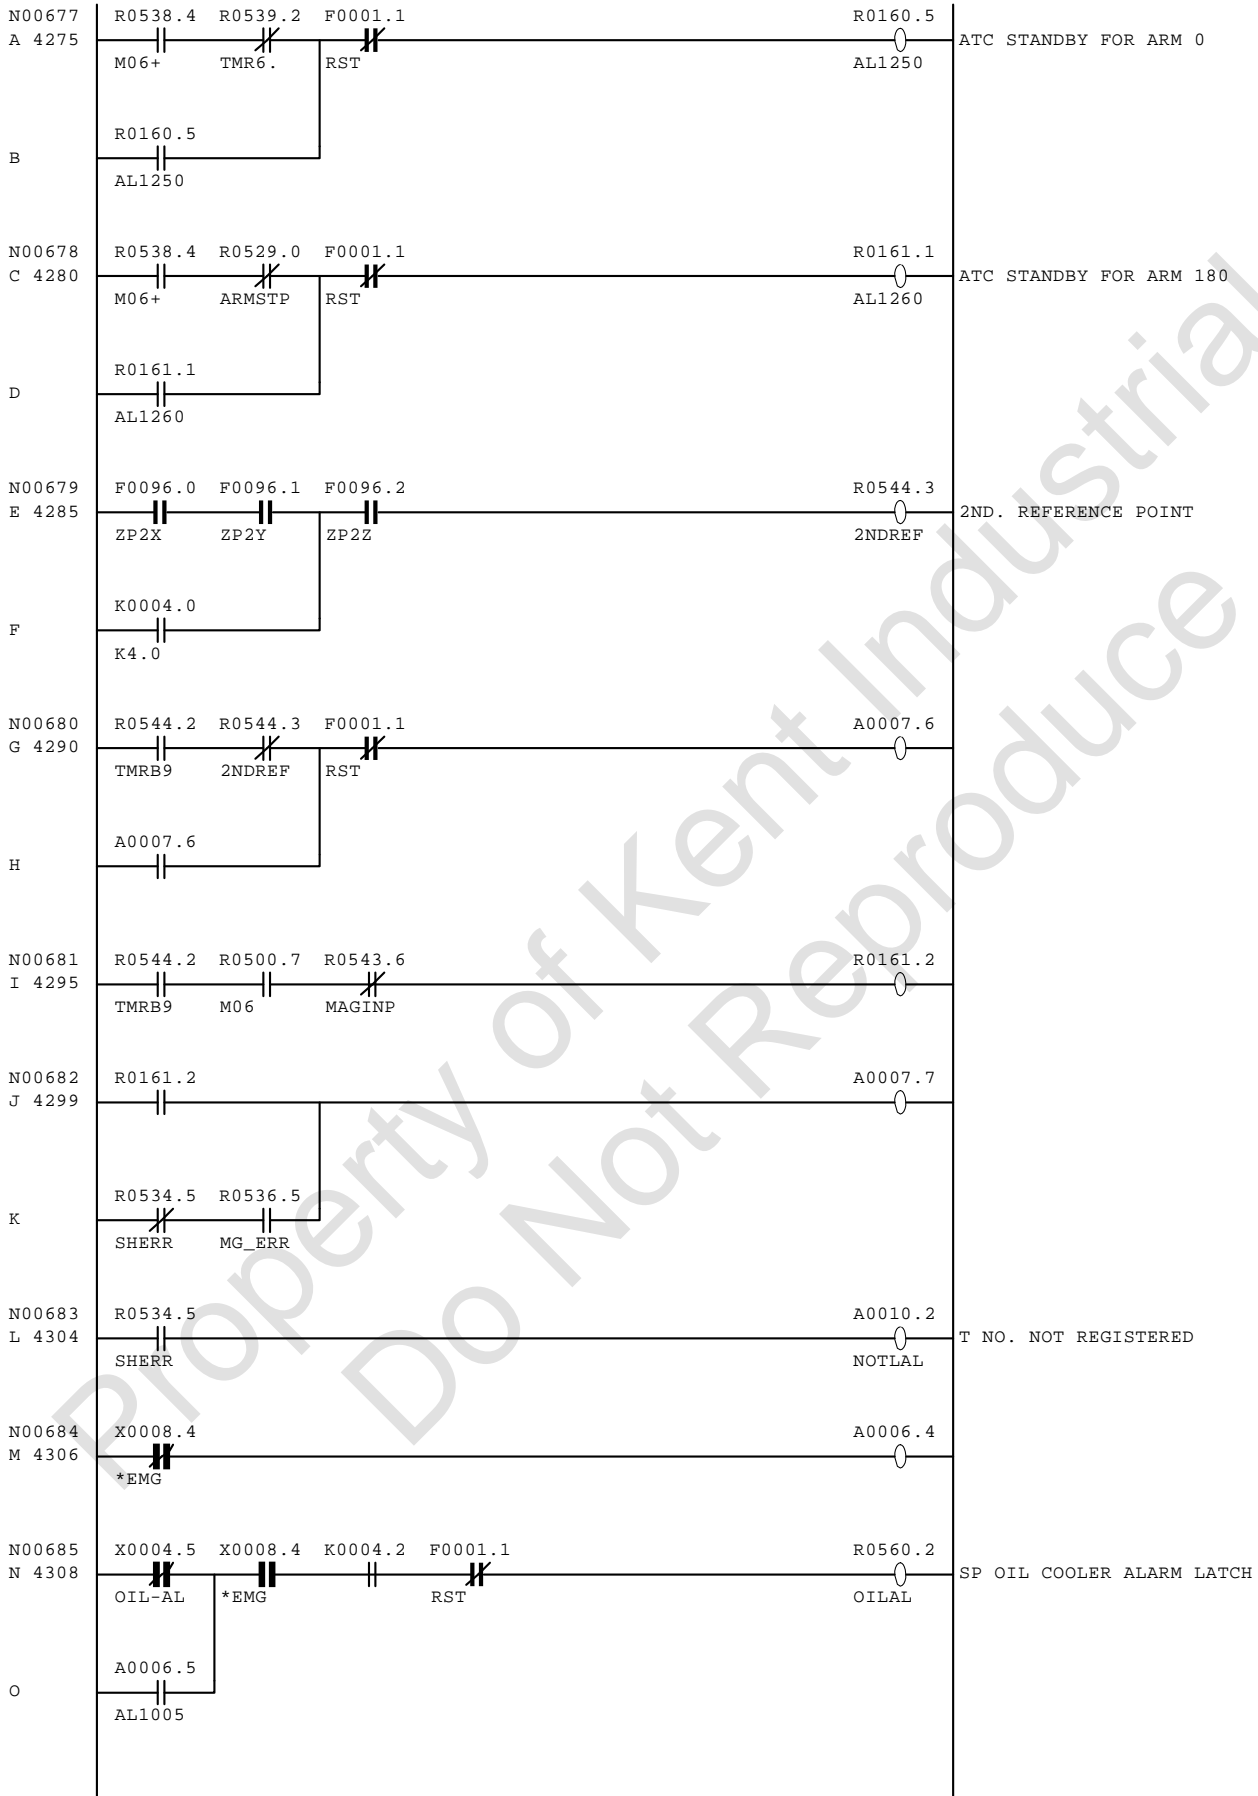 N00677 R0538.4 R0539.2 F0001.1 R0160.5
A 4275 ATC STANDBY FOR ARM 0
M06+ TMR6. RST AL1250
R0160.5
B
AL1250
N00678 R0538.4 R0529.0 F0001.1 R0161.1
C 4280 ATC STANDBY FOR ARM 180
M06+ ARMSTP RST AL1260
R0161.1
D
AL1260
N00679 F0096.0 F0096.1 F0096.2 R0544.3
E 4285 2ND. REFERENCE POINT
ZP2X ZP2Y ZP2Z 2NDREF
K0004.0
F
K4.0
N00680 R0544.2 R0544.3 F0001.1 A0007.6
G 4290
TMRB9 2NDREF RST
A0007.6
H
N00681 R0544.2 R0500.7 R0543.6 R0161.2
I 4295
TMRB9 M06 MAGINP
N00682 R0161.2 A0007.7
J 4299
R0534.5 R0536.5
K
SHERR MG_ERR
N00683 R0534.5 A0010.2
L 4304 T NO. NOT REGISTERED
SHERR NOTLAL
N00684 X0008.4 A0006.4
M 4306
*EMG
N00685 X0004.5 X0008.4 K0004.2 F0001.1 R0560.2
N 4308 SP OIL COOLER ALARM LATCH
OIL-AL *EMG RST OILAL
A0006.5
O
AL1005
Property of Kent Industrial
Do Not Reproduce